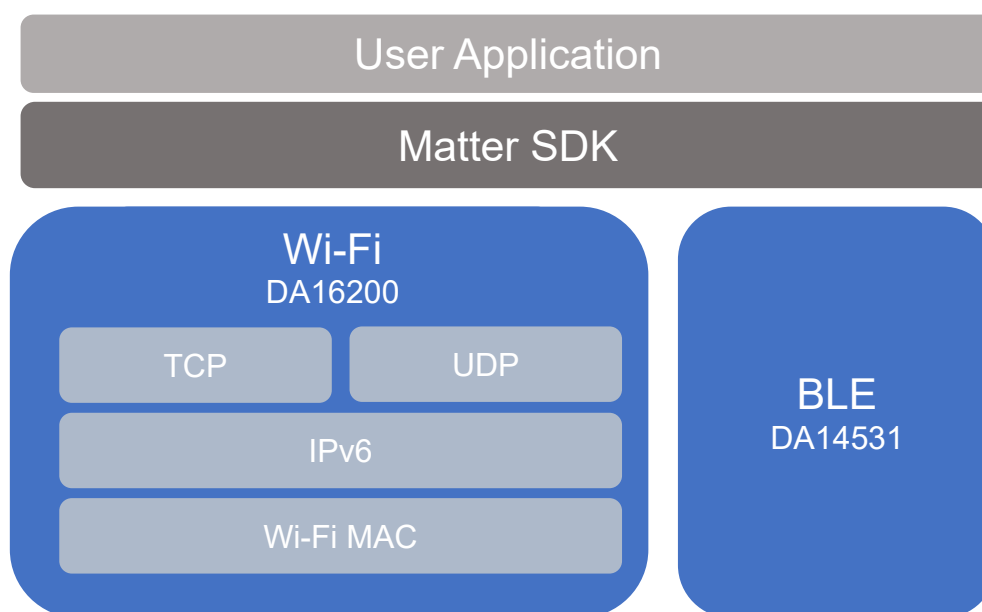 User Application
Matter SDK
Wi-Fi
DA16200
TCP
UDP
IPv6
Wi-Fi MAC
BLE
DA14531